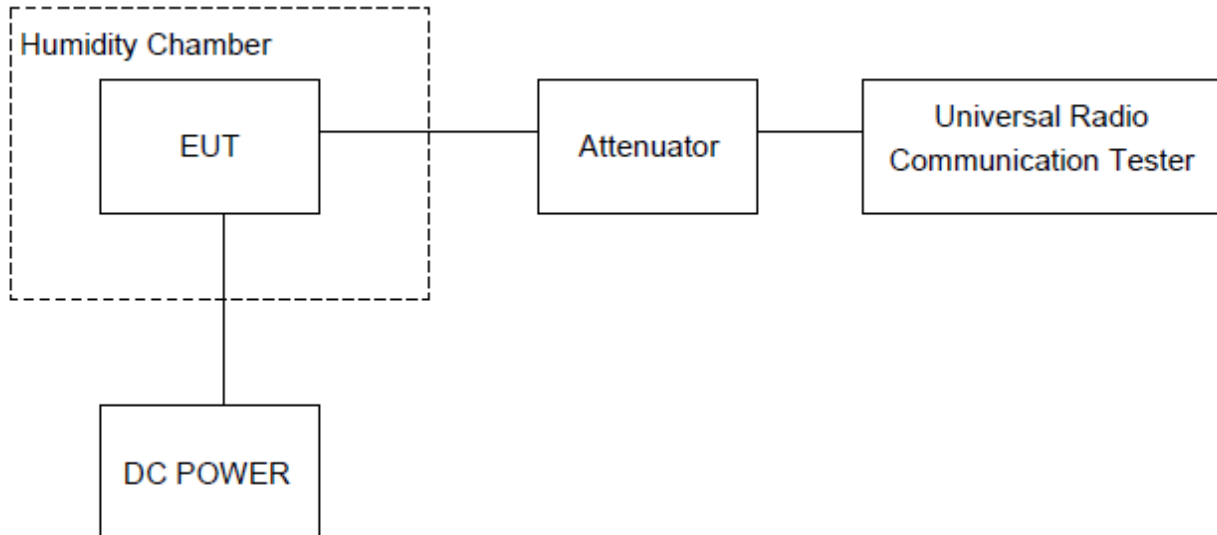 Humidity Chamber
EUT
Attenuator
Universal Radio
Communication Tester
DC POWER